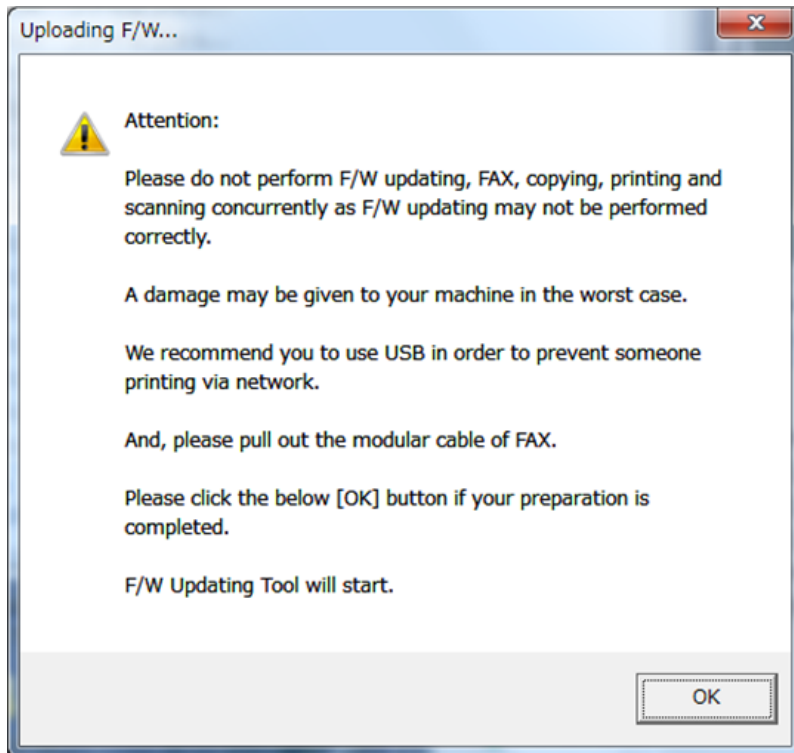 Uploading F/W...
Attention:
Please do not perform F/W updating, FAX, copying, printing and
scanning concurrently as F/W updating may not be performed
correctly.
A damage may be given to your machine in the worst case.
We recommend you to use USB in order to prevent someone
printing via network.
And, please pull out the modular cable of FAX.
Please click the below [OK] button if your preparation is
completed.
F/W Updating Tool will start.
OK